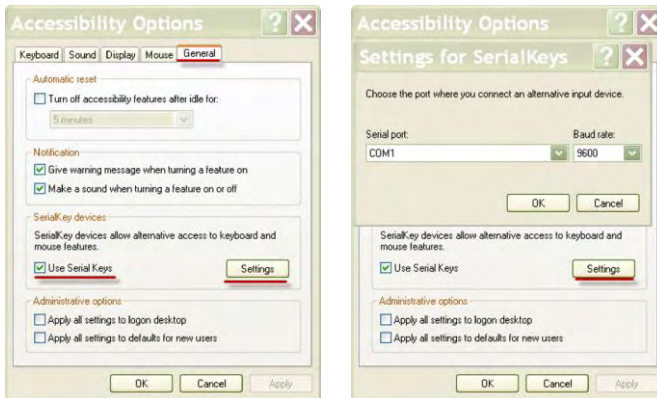 Accessibility Options
Keyboard Sound Display Mouse General
Automatic reset
Turn off accessibility features after idle for:
5 minutes
Notification
Give warning message when turning a feature on
Make a sound when turning a feature on or off
SerialKey devices
SerialKey devices allow alternative access to keyboard and
mouse features.
Use Serial Keys Settings
Administrative options
Apply all settings to logon desktop
Apply all settings to defaults for new users
OK Cancel Apply
Accessibility Options
Settings for SerialKeys
Choose the port where you connect an alternative input device.
Serial port: Baud rate:
COM1 9600
OK Cancel
SerialKey devices allow alternative access to keyboard and
mouse features.
Use Serial Keys Settings
Administrative options
Apply all settings to logon desktop
Apply all settings to defaults for new users
OK Cancel Apply